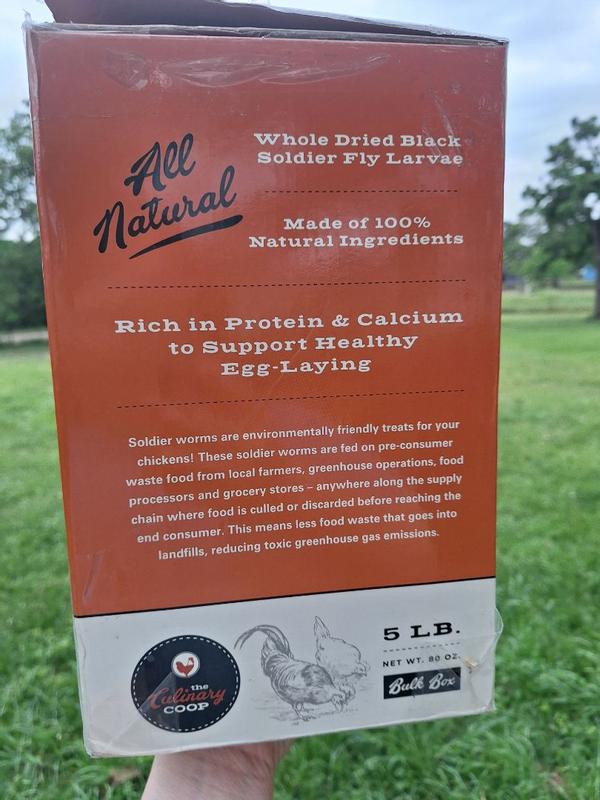 All
Natural
Whole Dried Black
Soldier Fly Larvae
Made of 100%
Natural Ingredients
Rich in Protein & Calcium
to Support Healthy
Egg-Laying
Soldier worms are environmentally friendly treats for your
chickens! These soldier worms are fed on pre-consumer
waste food from local farmers, greenhouse operations, food
processors and grocery stores – anywhere along the supply
chain where food is culled or discarded before reaching the
end consumer. This means less food waste that goes into
landfills, reducing toxic greenhouse gas emissions.
the
Culinary
COOP
5 LB.
NET WT. 80 OZ.
Bulk Box